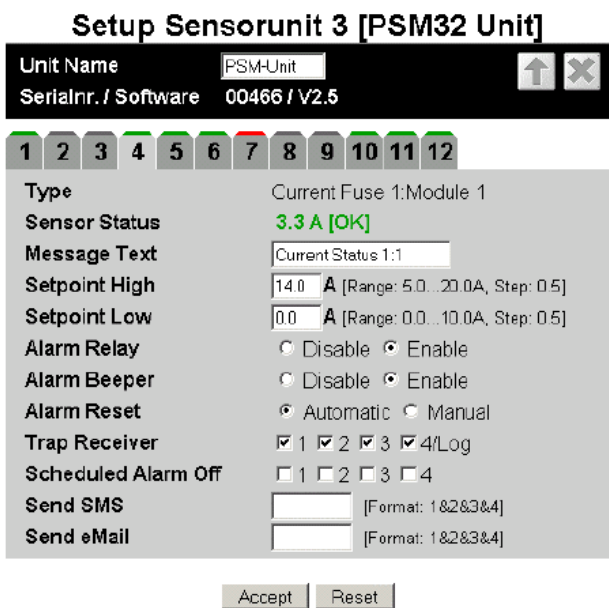 Setup Sensorunit 3 [PSM32 Unit]
Unit Name PSM-Unit
Serialnr. / Software 00466 / V2.5
1 2 3 4 5 6 7 8 9 10 11 12
Type Current Fuse 1:Module 1
Sensor Status 3.3 A [OK]
Message Text Current Status 1:1
Setpoint High 14.0 A [Range: 5.0...20.0A, Step: 0.5]
Setpoint Low 0.0 A [Range: 0.0...10.0A, Step: 0.5]
Alarm Relay Disable Enable
Alarm Beeper Disable Enable
Alarm Reset Automatic Manual
Trap Receiver 1 2 3 4/Log
Scheduled Alarm Off 1 2 3 4
Send SMS [Format: 1&2&3&4]
Send eMail [Format: 1&2&3&4]
Accept Reset